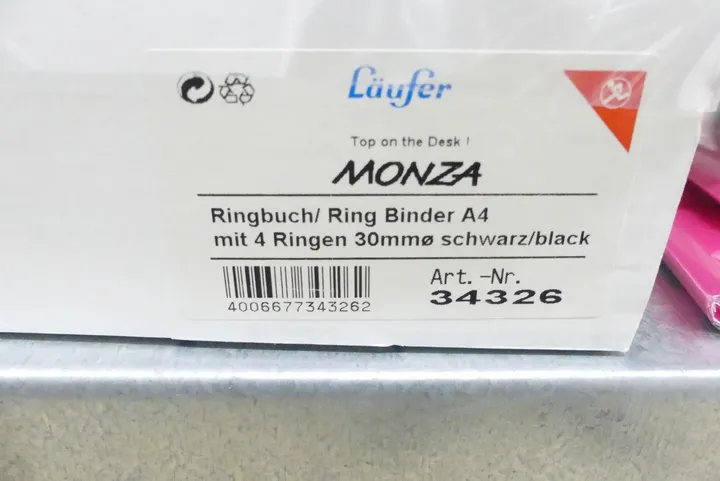 Läufer
Top on the Desk !
MONZA
Ringbuch/ Ring Binder A4
mit 4 Ringen 30mmø schwarz/black
Art.-Nr.
34326
4006677343262